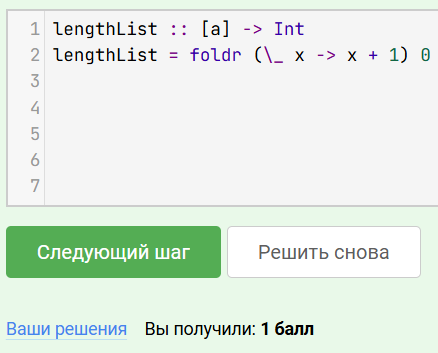 1 lengthList :: [a] -> Int
2 lengthList = foldr (\_ x -> x + 1) 0
3
4
5
6
7
Следующий шаг Решить снова
Ваши решения Вы получили: 1 балл